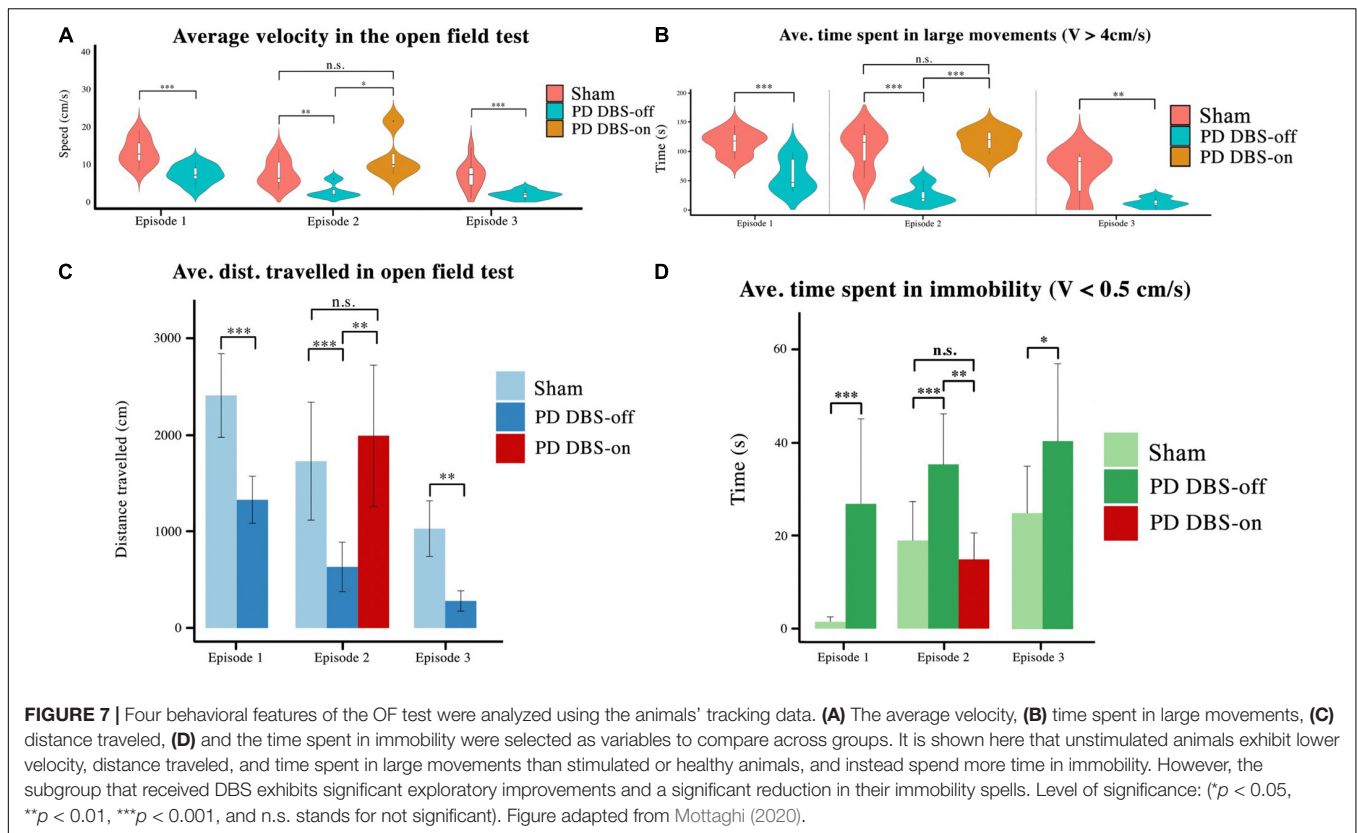 A
Average velocity in the open field test
40
30
20
10
0
Speed (cm/s)
***
n.s.
**
*
***
Sham
PD DBS-off
PD DBS-on
Episode 1
Episode 2
Episode 3
B
Ave. time spent in large movements (V > 4cm/s)
200
150
100
50
0
Time (s)
***
n.s.
***
***
**
Sham
PD DBS-off
PD DBS-on
Episode 1
Episode 2
Episode 3
C
Ave. dist. travelled in open field test
3000
2000
1000
0
Distance travelled (cm)
***
n.s.
***
**
**
Sham
PD DBS-off
PD DBS-on
Episode 1
Episode 2
Episode 3
D
Ave. time spent in immobility (V < 0.5 cm/s)
60
40
20
0
Time (s)
***
n.s.
***
**
*
Sham
PD DBS-off
PD DBS-on
Episode 1
Episode 2
Episode 3
FIGURE 7 | Four behavioral features of the OF test were analyzed using the animals' tracking data. (A) The average velocity, (B) time spent in large movements, (C)
distance traveled, (D) and the time spent in immobility were selected as variables to compare across groups. It is shown here that unstimulated animals exhibit lower
velocity, distance traveled, and time spent in large movements than stimulated or healthy animals, and instead spend more time in immobility. However, the
subgroup that received DBS exhibits significant exploratory improvements and a significant reduction in their immobility spells. Level of significance: (*p < 0.05,
**p < 0.01, ***p < 0.001, and n.s. stands for not significant). Figure adapted from Mottaghi (2020).